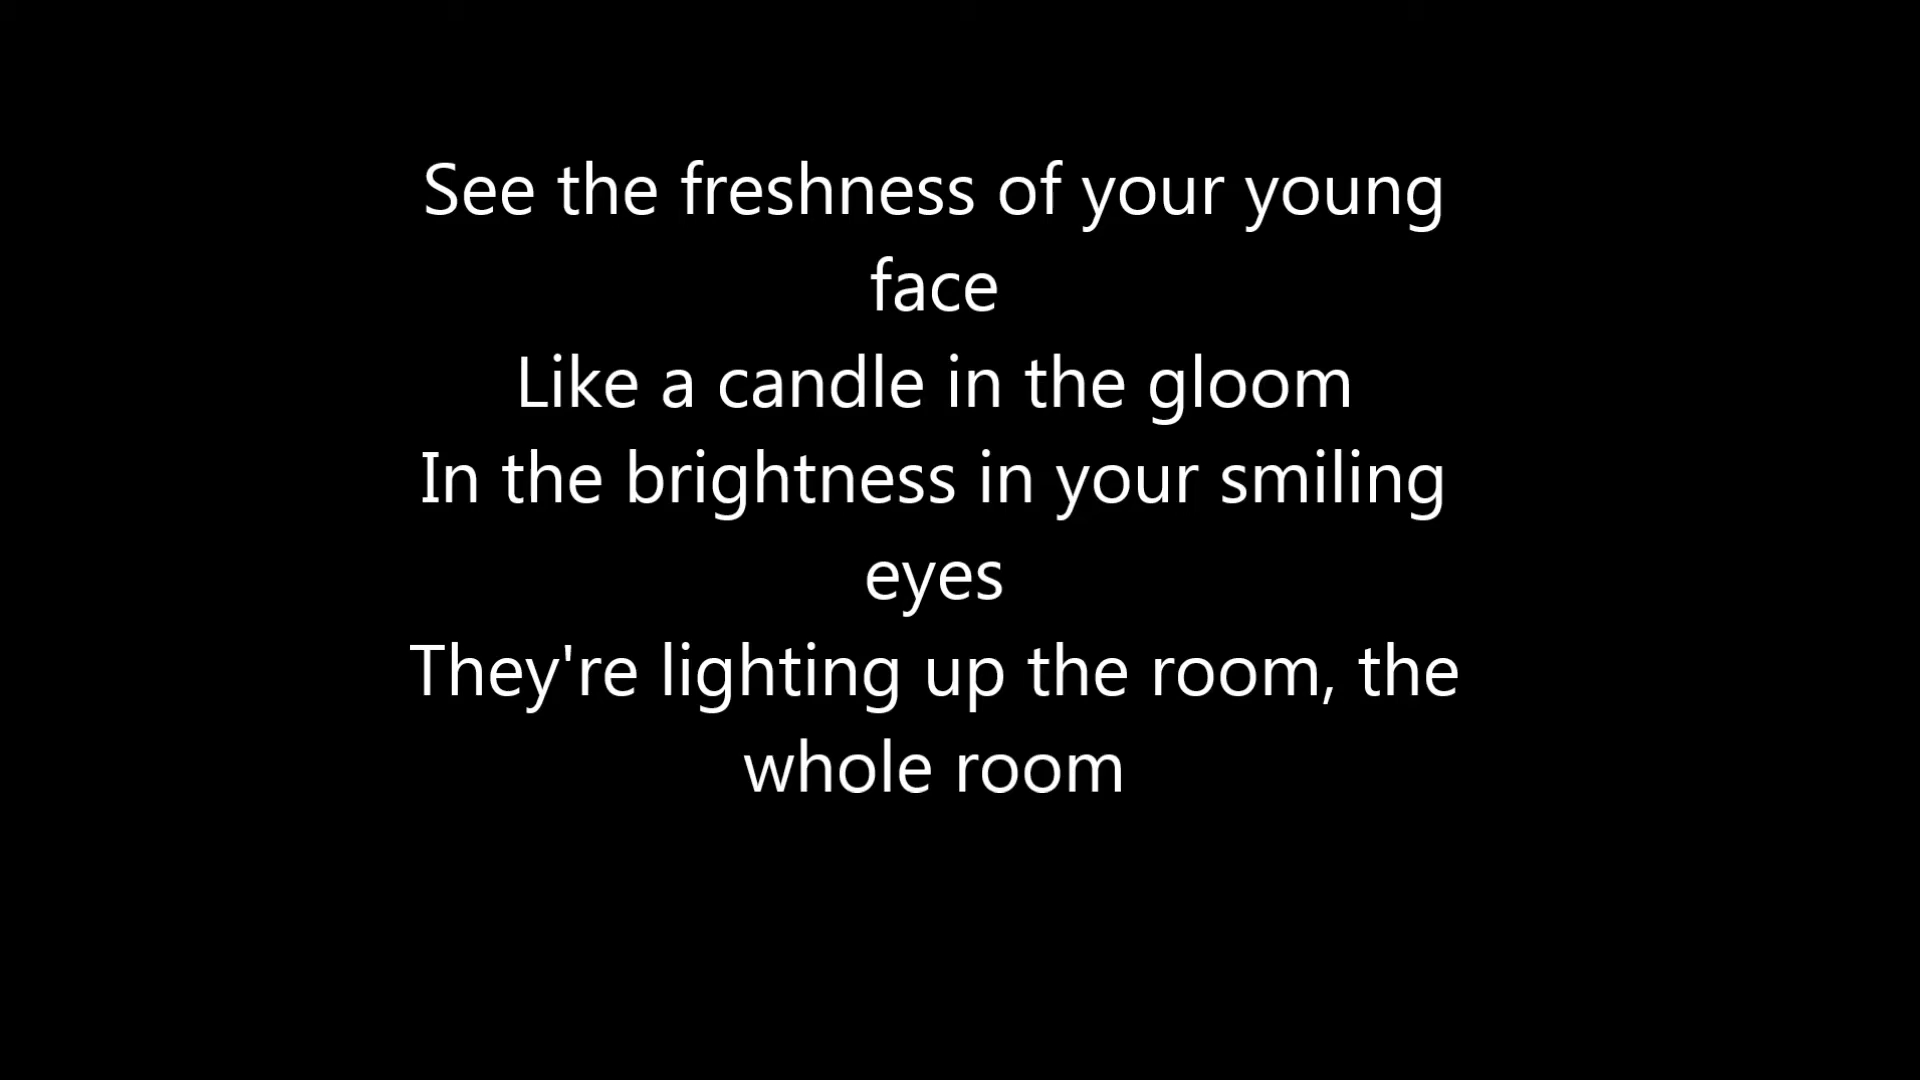 See the freshness of your young
face
Like a candle in the gloom
In the brightness in your smiling
eyes
They're lighting up the room, the
whole room